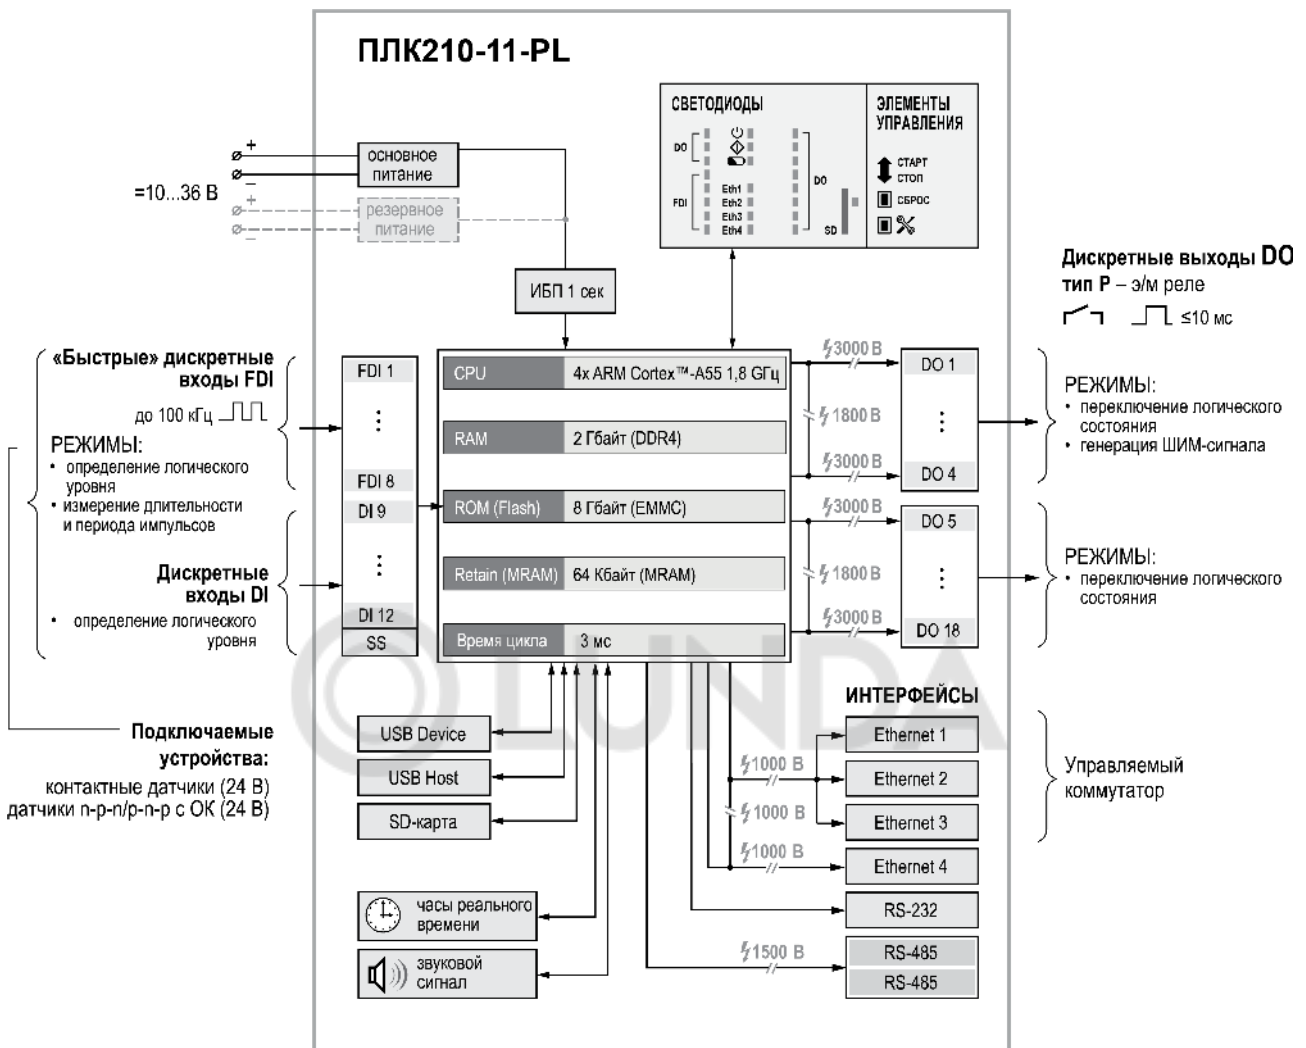 ПЛК210-11-PL
СВЕТОДИОДЫ
DO
FDI
Eth1
Eth2
Eth3
Eth4
DO
SD
ЭЛЕМЕНТЫ
УПРАВЛЕНИЯ
СТАРТ
СТОП
СБРОС
=10...36 В
+
−
+
−
основное
питание
резервное
питание
ИБП 1 сек
Дискретные выходы DO
тип Р – э/м реле
≤10 мс
«Быстрые» дискретные
входы FDI
до 100 кГц
РЕЖИМЫ:
• определение логического
уровня
• измерение длительности
и периода импульсов
Дискретные
входы DI
• определение логического
уровня
FDI 1
FDI 8
DI 9
DI 12
SS
CPU 4x ARM Cortex™-A55 1,8 GГц
RAM 2 Гбайт (DDR4)
ROM (Flash) 8 Гбайт (EMMC)
Retain (MRAM) 64 Кбайт (MRAM)
Время цикла 3 мс
3000 В
1800 В
3000 В
3000 В
1800 В
3000 В
DO 1
DO 4
DO 5
DO 18
РЕЖИМЫ:
• переключение логического
состояния
• генерация ШИМ-сигнала
РЕЖИМЫ:
• переключение логического
состояния
LUNDA
Подключаемые
устройства:
контактные датчики (24 В)
датчики n-p-n/p-n-p с ОК (24 В)
USB Device
USB Host
SD-карта
часы реального
времени
звуковой
сигнал
ИНТЕРФЕЙСЫ
1000 В
1000 В
1000 В
1500 В
Ethernet 1
Ethernet 2
Ethernet 3
Ethernet 4
RS-232
RS-485
RS-485
Управляемый
коммутатор